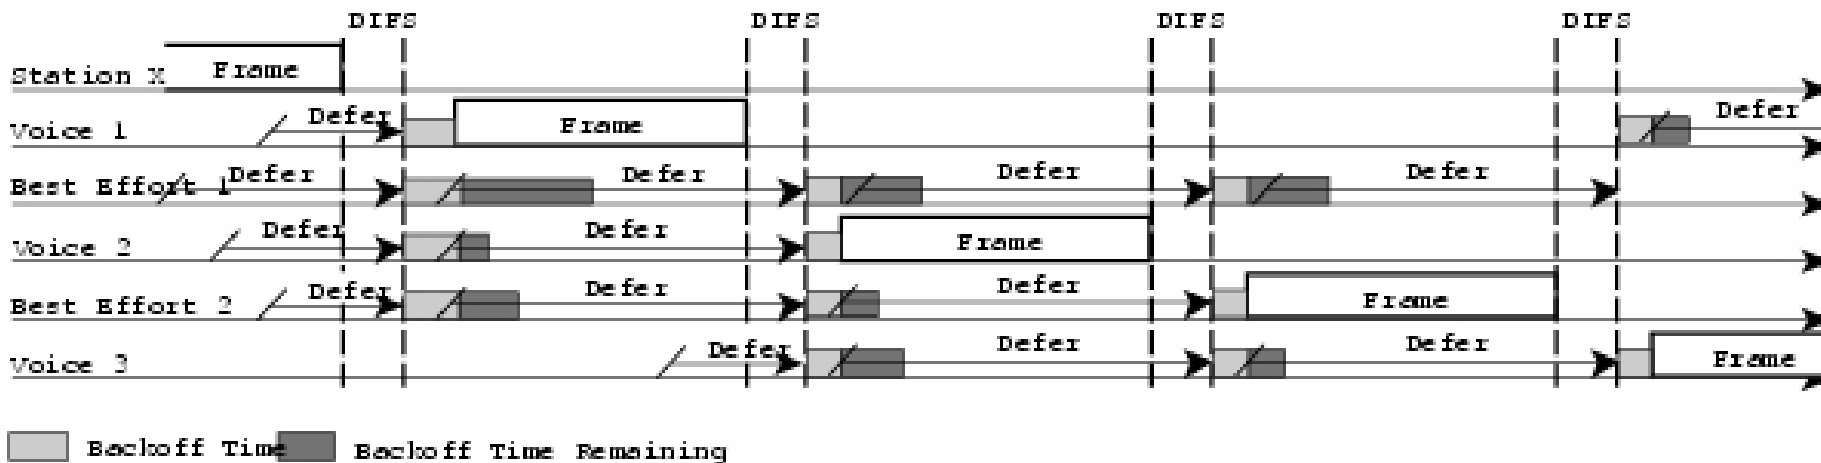 DIFS DIFS DIFS DIFS
Station X Frame
Voice 1 Defer Frame Defer
Best Effort 1 Defer Defer Defer Defer
Voice 2 Defer Defer Frame
Best Effort 2 Defer Defer Defer Frame
Voice 3 Defer Defer Defer Frame
Backoff Time Backoff Time Remaining